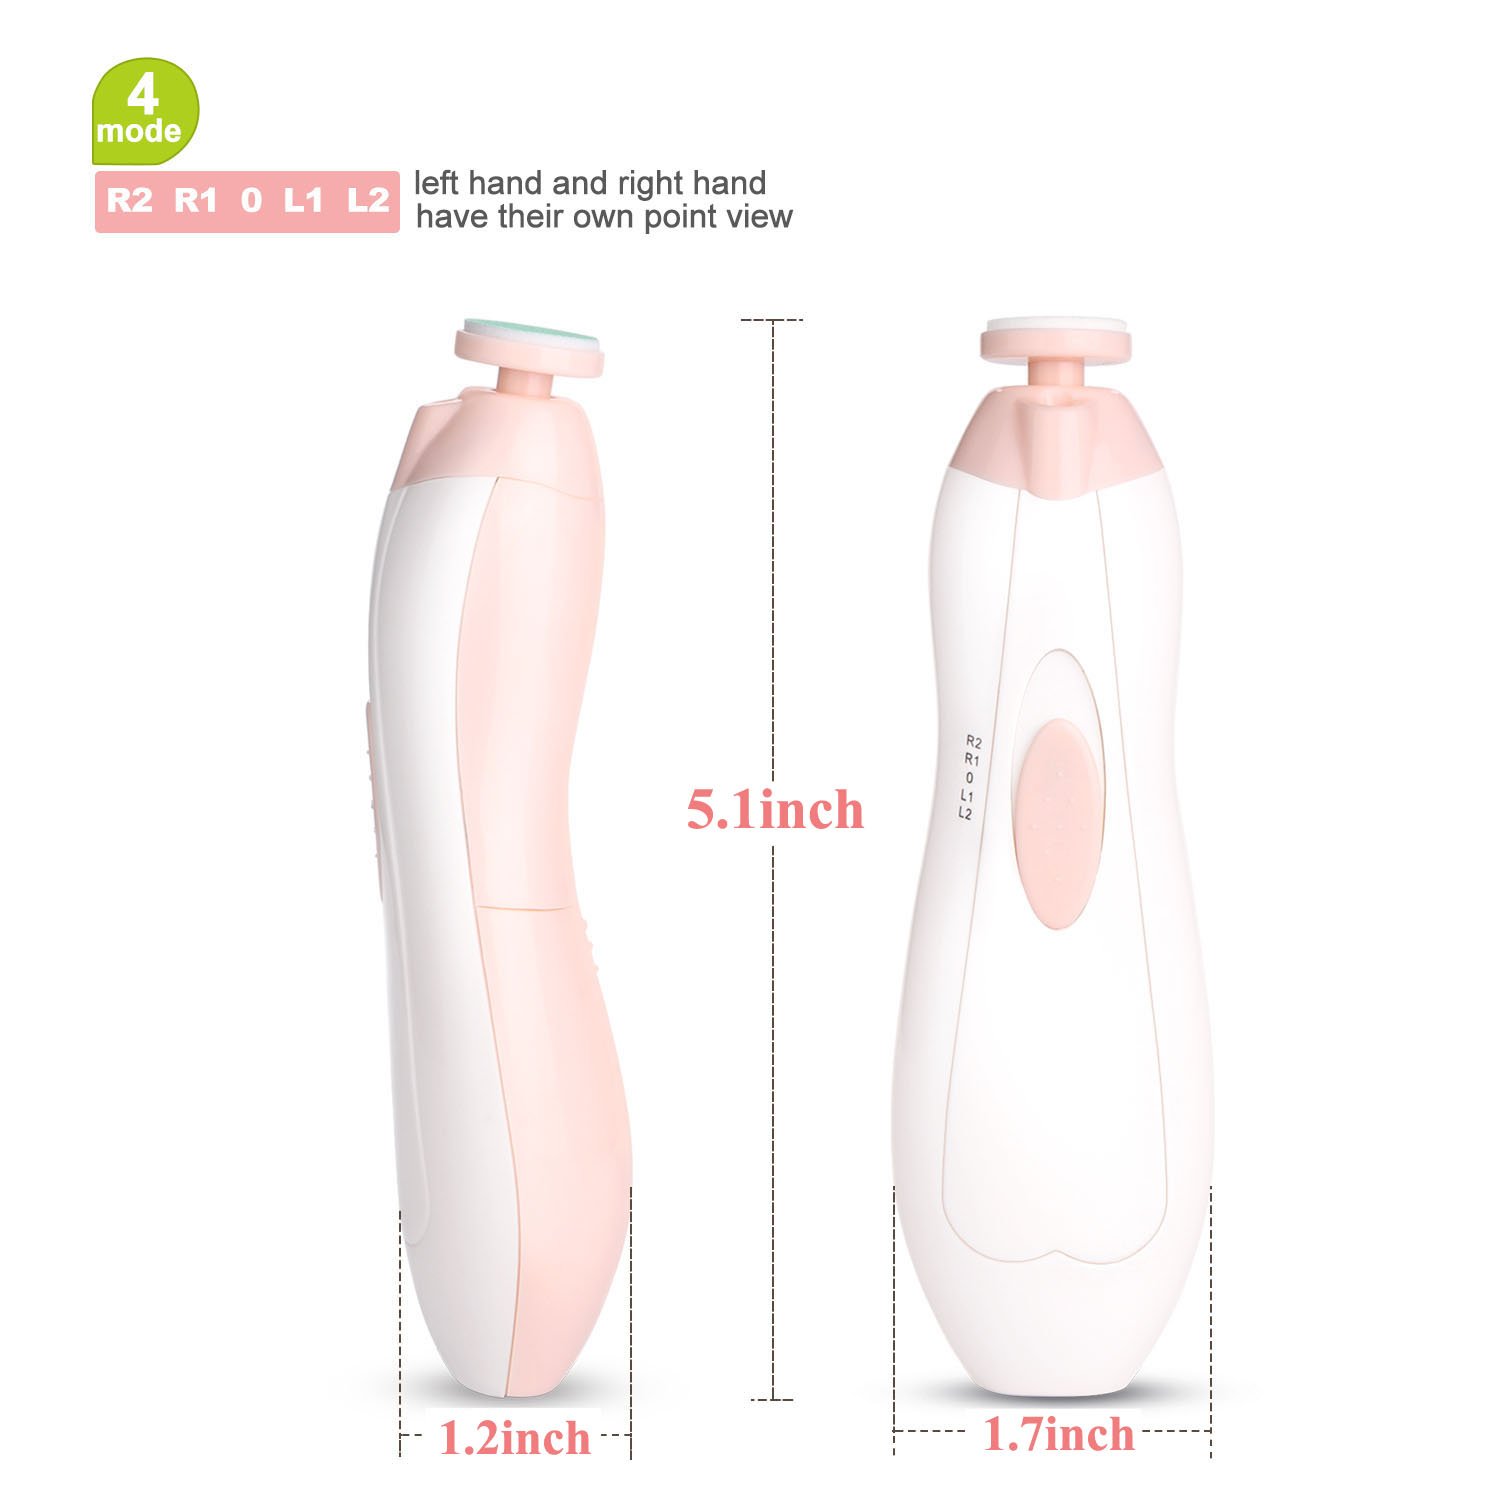 4
mode
R2 R1 0 L1 L2
left hand and right hand
have their own point view
R2
R1
0
L1
L2
5.1inch
1.2inch
1.7inch